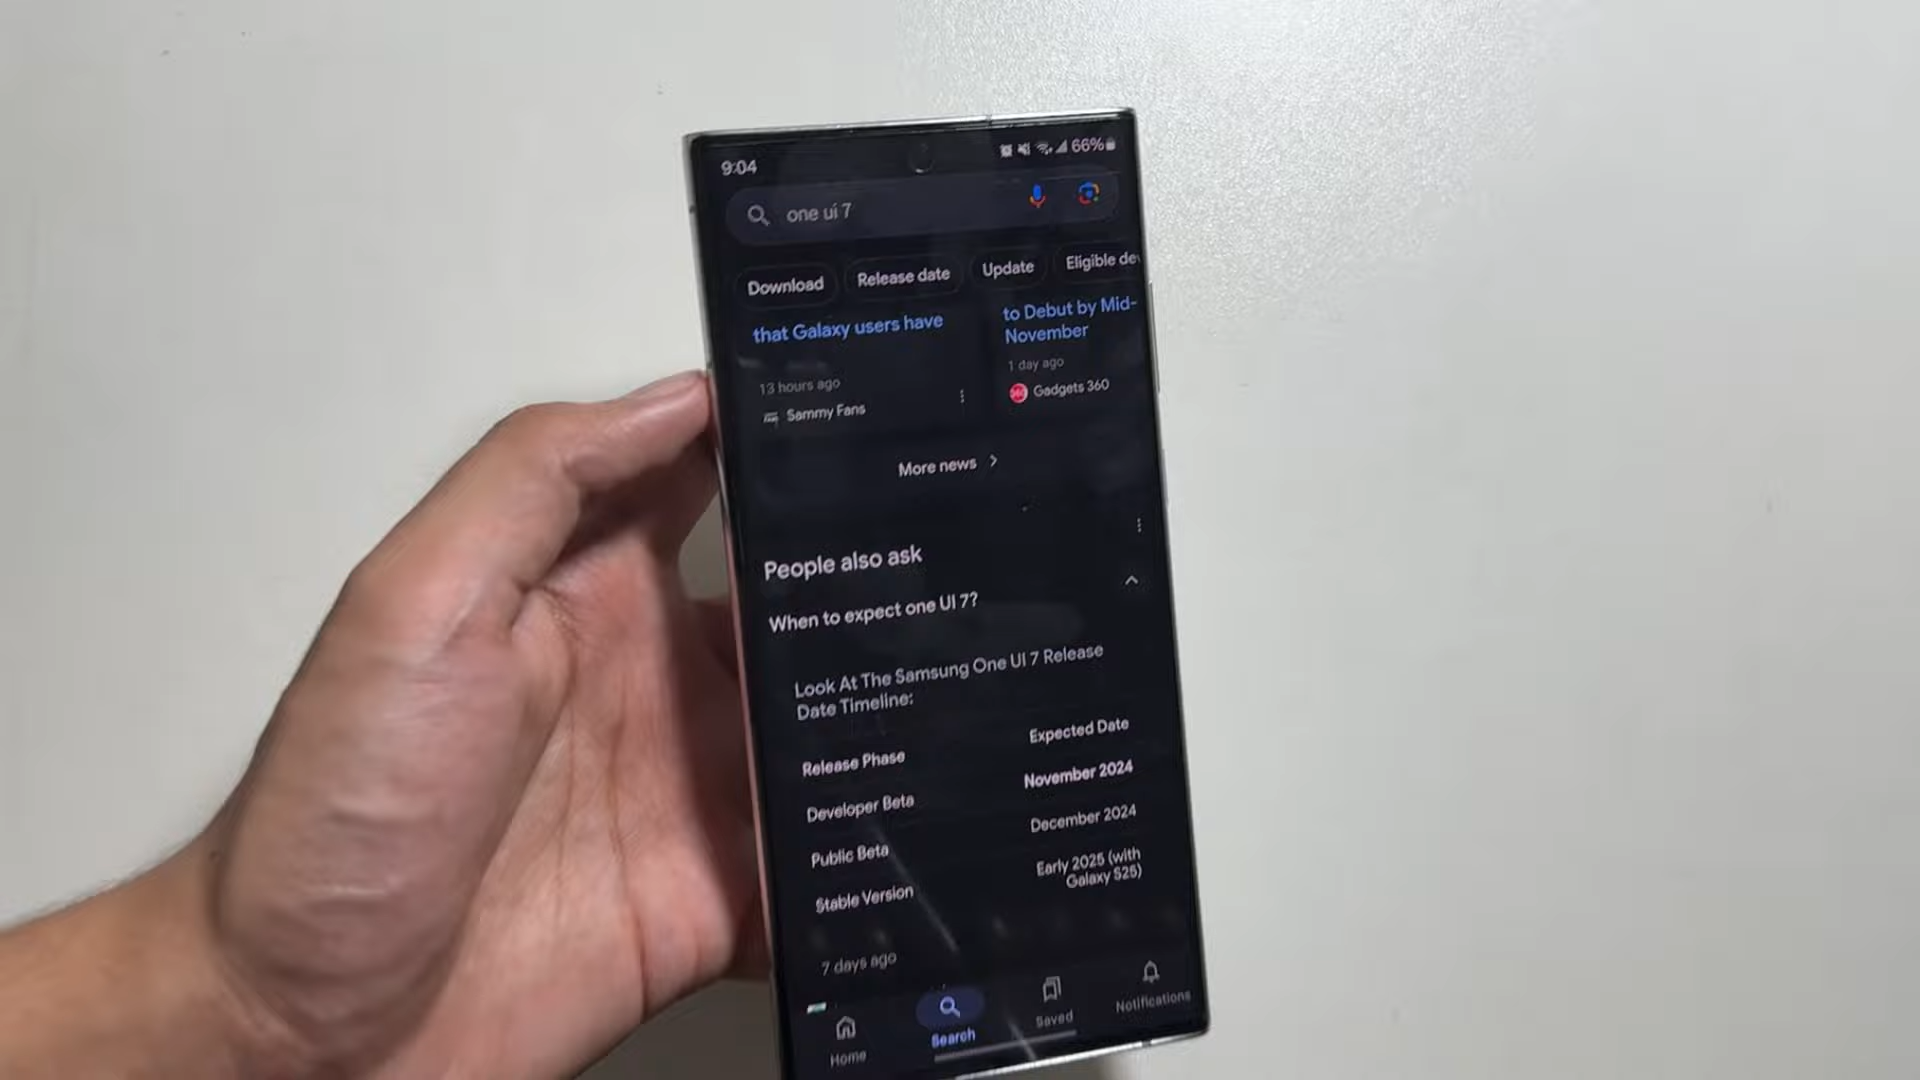 9:04 66%
one ui 7
Download Release date Update Eligible dev
that Galaxy users have
13 hours ago
Sammy Fans
to Debut by Mid-
November
1 day ago
Gadgets 360
More news
People also ask
When to expect one UI 7?
Look At The Samsung One UI 7 Release
Date Timeline:
Release Phase Expected Date
Developer Beta November 2024
Public Beta December 2024
Stable Version Early 2025 (with
Galaxy S25)
7 days ago
Home Search Saved Notifications